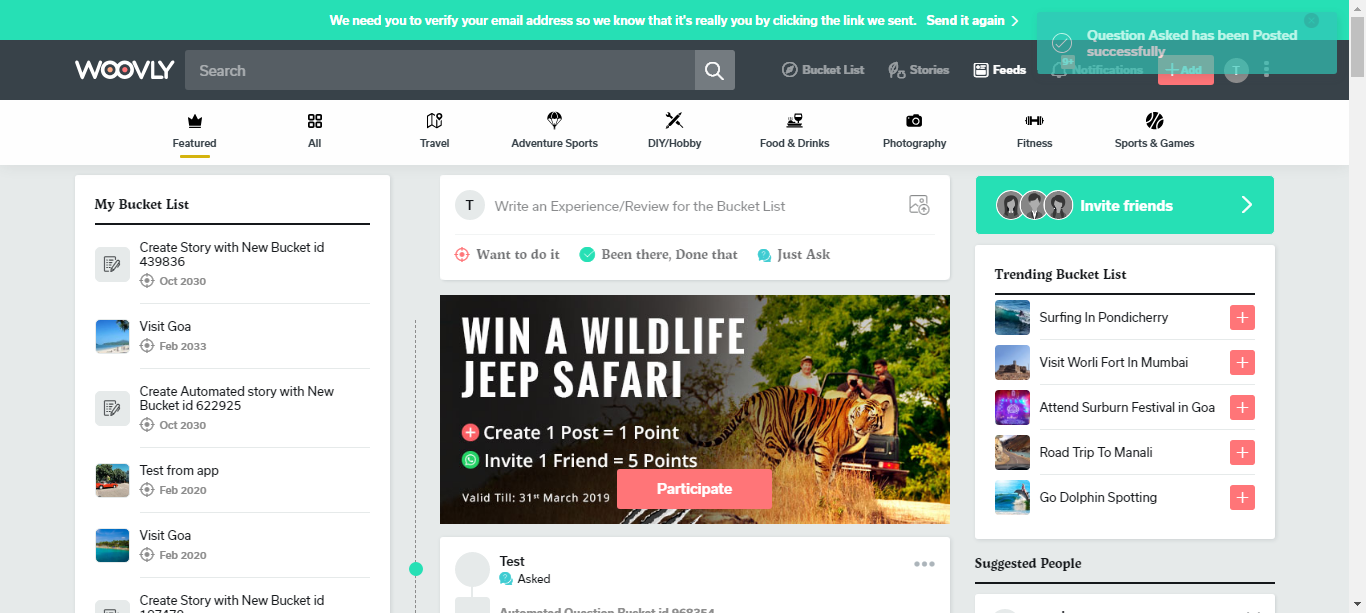 We need you to verify your email address so we know that it's really you by clicking the link we sent. Send it again
Question Asked has been Posted
successfully
WOOVLY
Search
Bucket List
Stories
Feeds
9+
Notifications
+ Add
T
Featured
All
Travel
Adventure Sports
DIY/Hobby
Food & Drinks
Photography
Fitness
Sports & Games
My Bucket List
Create Story with New Bucket id
439836
Oct 2030
Visit Goa
Feb 2033
Create Automated story with New
Bucket id 622925
Oct 2030
Test from app
Feb 2020
Visit Goa
Feb 2020
Create Story with New Bucket id
T
Write an Experience/Review for the Bucket List
Want to do it
Been there, Done that
Just Ask
WIN A WILDLIFE
JEEP SAFARI
Create 1 Post = 1 Point
Invite 1 Friend = 5 Points
Valid Till: 31st March 2019
Participate
Test
Asked
Automated Question Bucket id 968354
Invite friends
Trending Bucket List
Surfing In Pondicherry
Visit Worli Fort In Mumbai
Attend Surburn Festival in Goa
Road Trip To Manali
Go Dolphin Spotting
Suggested People